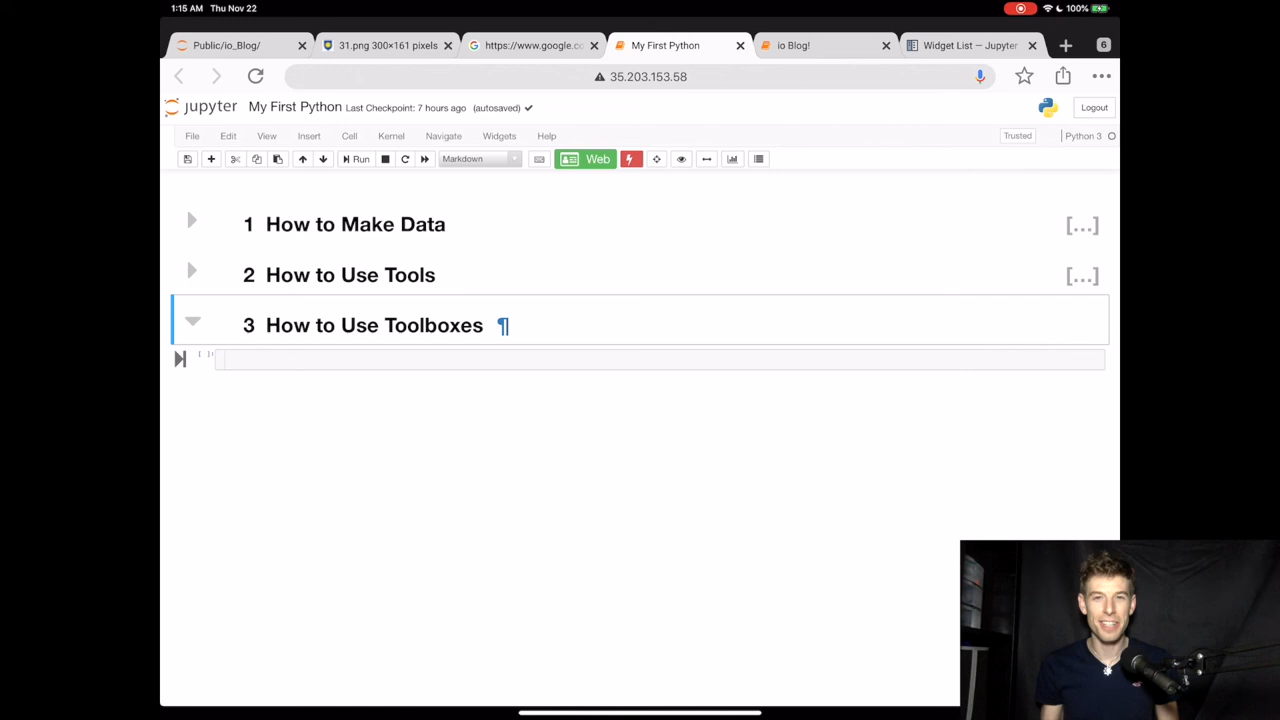 1:15 AM Thu Nov 22
100%
Public/io_Blog/
31.png 300×161 pixels
https://www.google.co
My First Python
io Blog!
Widget List — Jupyter
6
35.203.153.58
jupyter My First Python Last Checkpoint: 7 hours ago (autosaved)
Logout
File Edit View Insert Cell Kernel Navigate Widgets Help
Trusted
Python 3
Run
Markdown
Web
1 How to Make Data
[...]
2 How to Use Tools
[...]
3 How to Use Toolboxes ¶
[ ]: